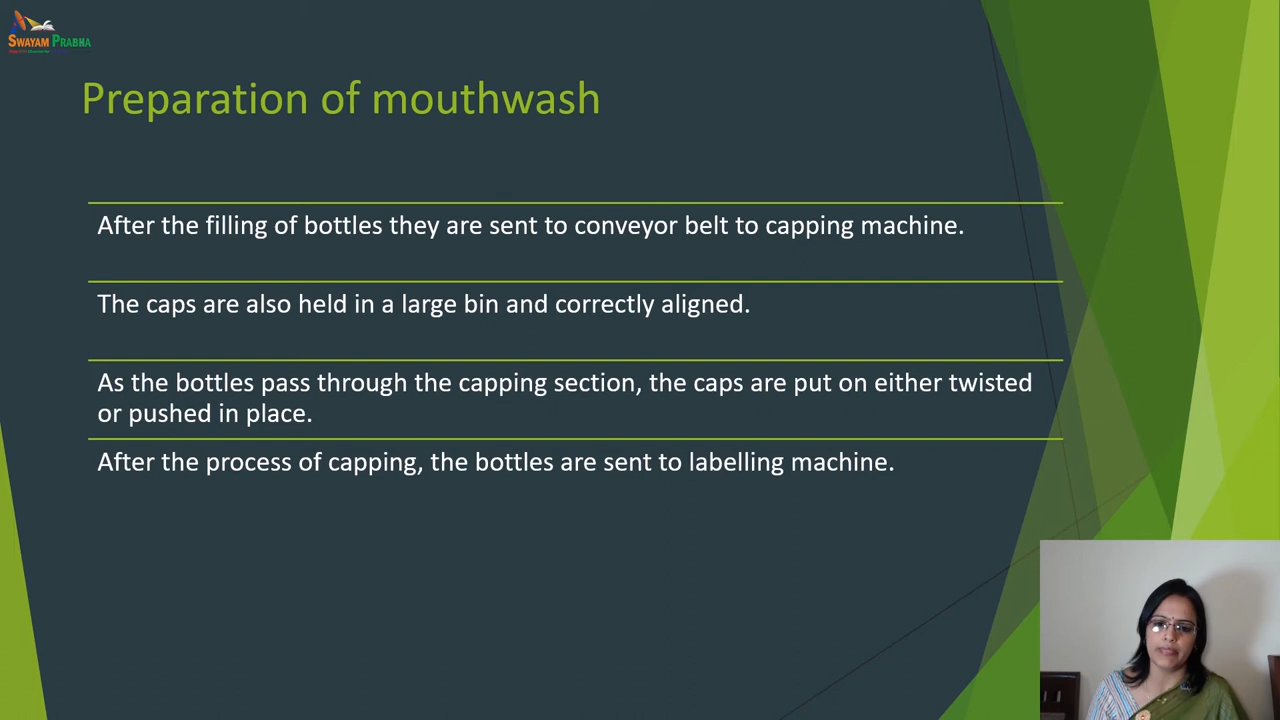 SWAYAM PRABHA
Preparation of mouthwash
After the filling of bottles they are sent to conveyor belt to capping machine.
The caps are also held in a large bin and correctly aligned.
As the bottles pass through the capping section, the caps are put on either twisted
or pushed in place.
After the process of capping, the bottles are sent to labelling machine.